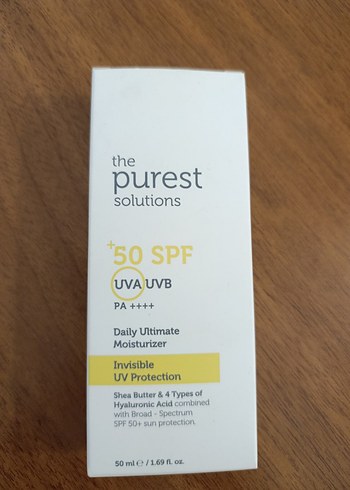 the
purest
solutions
+50 SPF
UVA UVB
PA ++++
Daily Ultimate
Moisturizer
Invisible
UV Protection
Shea Butter & 4 Types of
Hyaluronic Acid combined
with Broad - Spectrum
SPF 50+ sun protection.
50 ml ℮ / 1.69 fl. oz.